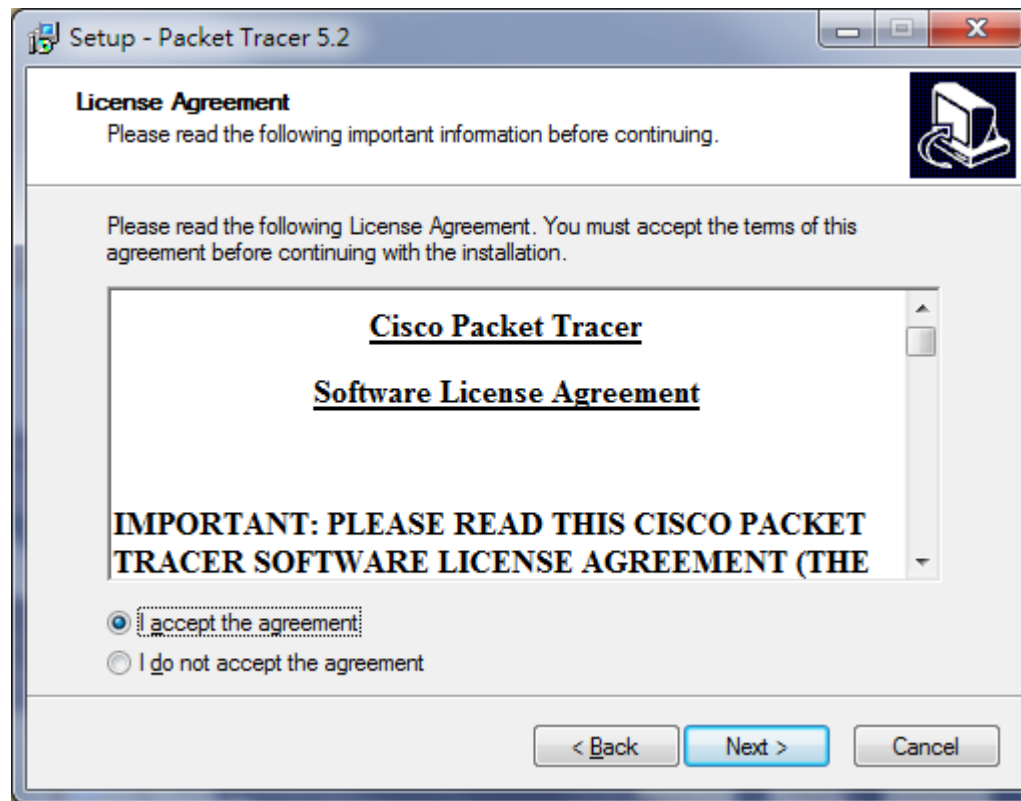 Setup - Packet Tracer 5.2
License Agreement
Please read the following important information before continuing.
Please read the following License Agreement. You must accept the terms of this
agreement before continuing with the installation.
Cisco Packet Tracer
Software License Agreement
IMPORTANT: PLEASE READ THIS CISCO PACKET
TRACER SOFTWARE LICENSE AGREEMENT (THE
I accept the agreement
I do not accept the agreement
< Back Next > Cancel